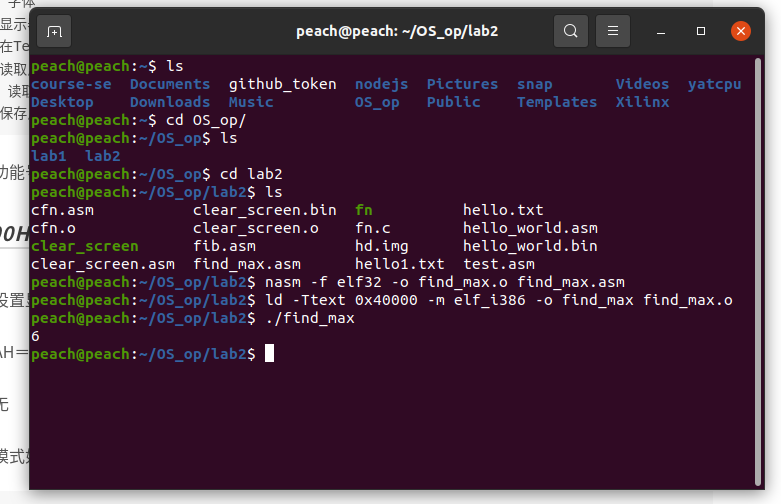 字体
显示
在Te
读取
读取
保存
功能
00H
设置
AH=
无
模式如
peach@peach: ~/OS_op/lab2
peach@peach:~$ ls
course-se Documents github_token nodejs Pictures snap Videos yatcpu
Desktop Downloads Music OS_op Public Templates Xilinx
peach@peach:~$ cd OS_op/
peach@peach:~/OS_op$ ls
lab1 lab2
peach@peach:~/OS_op$ cd lab2
peach@peach:~/OS_op/lab2$ ls
cfn.asm clear_screen.bin fn hello.txt
cfn.o clear_screen.o fn.c hello_world.asm
clear_screen fib.asm hd.img hello_world.bin
clear_screen.asm find_max.asm hello1.txt test.asm
peach@peach:~/OS_op/lab2$ nasm -f elf32 -o find_max.o find_max.asm
peach@peach:~/OS_op/lab2$ ld -Ttext 0x40000 -m elf_i386 -o find_max find_max.o
peach@peach:~/OS_op/lab2$ ./find_max
6
peach@peach:~/OS_op/lab2$